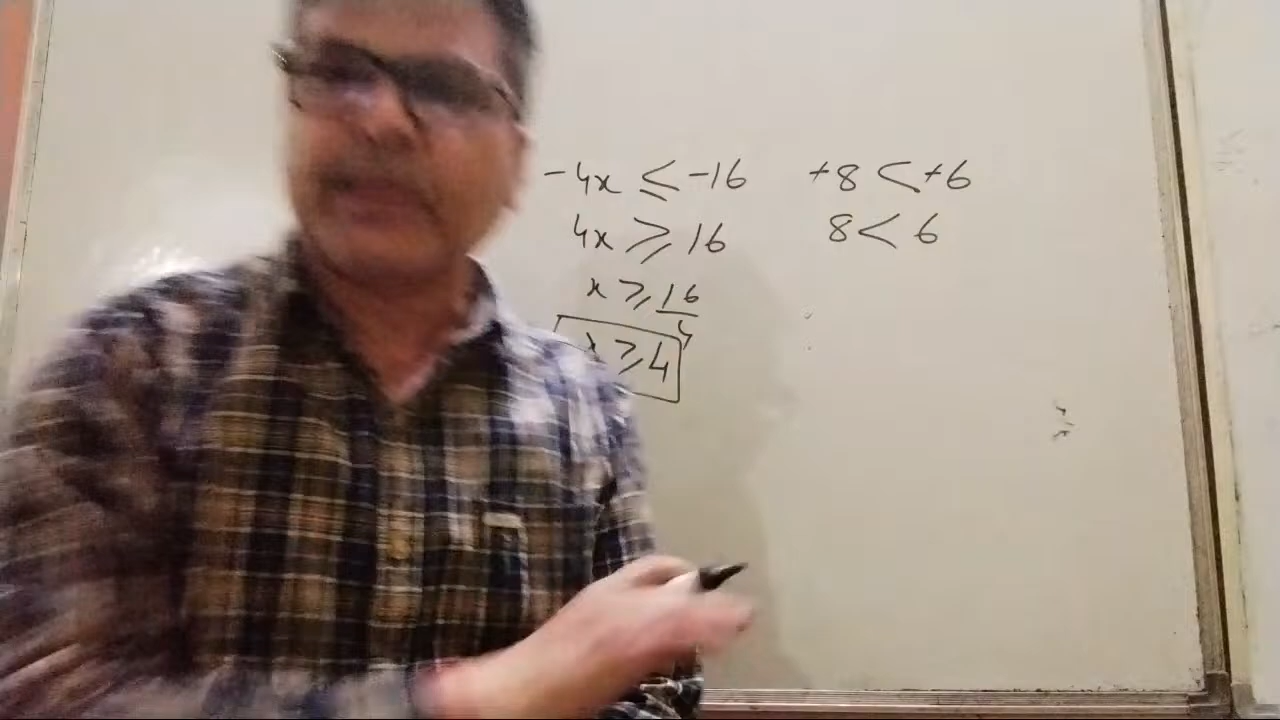 -4x ≤ -16
4x ≥ 16
x ≥ 16/4
x ≥ 4
+8 < +6
8 < 6